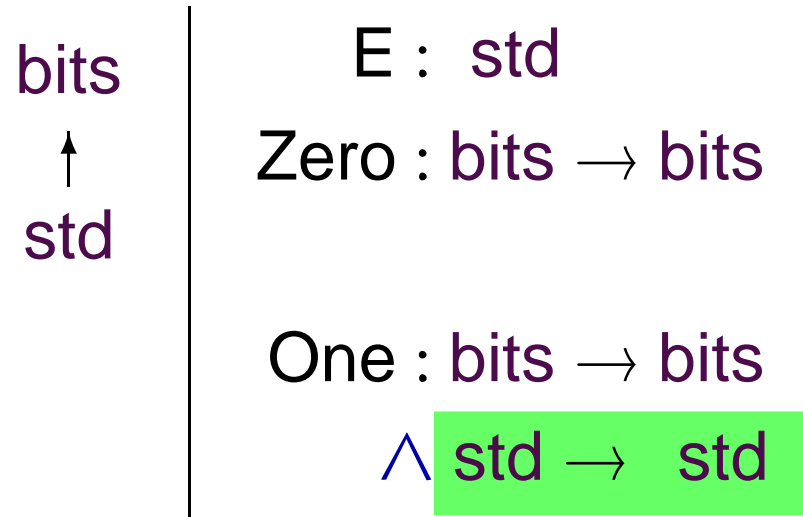 bits
↑
std
E : std
Zero : bits → bits
One : bits → bits
∧ std → std